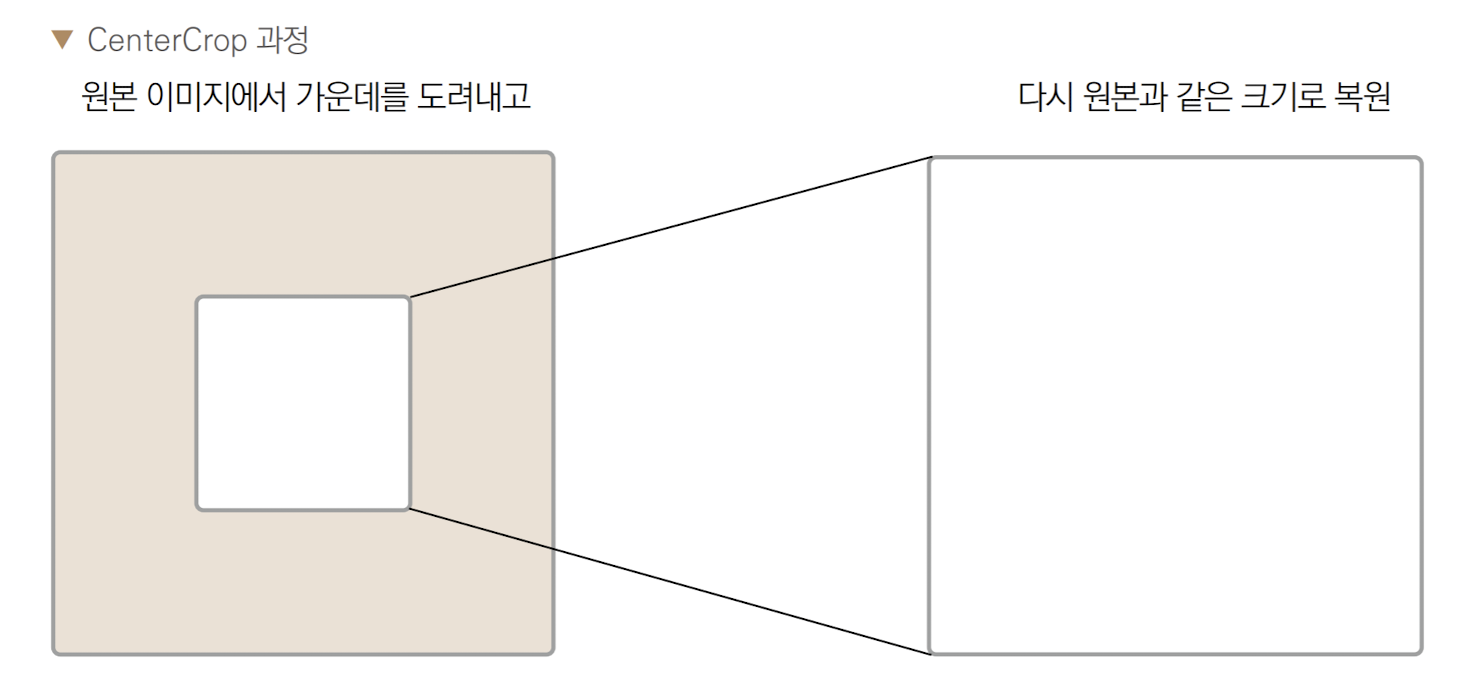 ▼ CenterCrop 과정
원본 이미지에서 가운데를 도려내고
다시 원본과 같은 크기로 복원